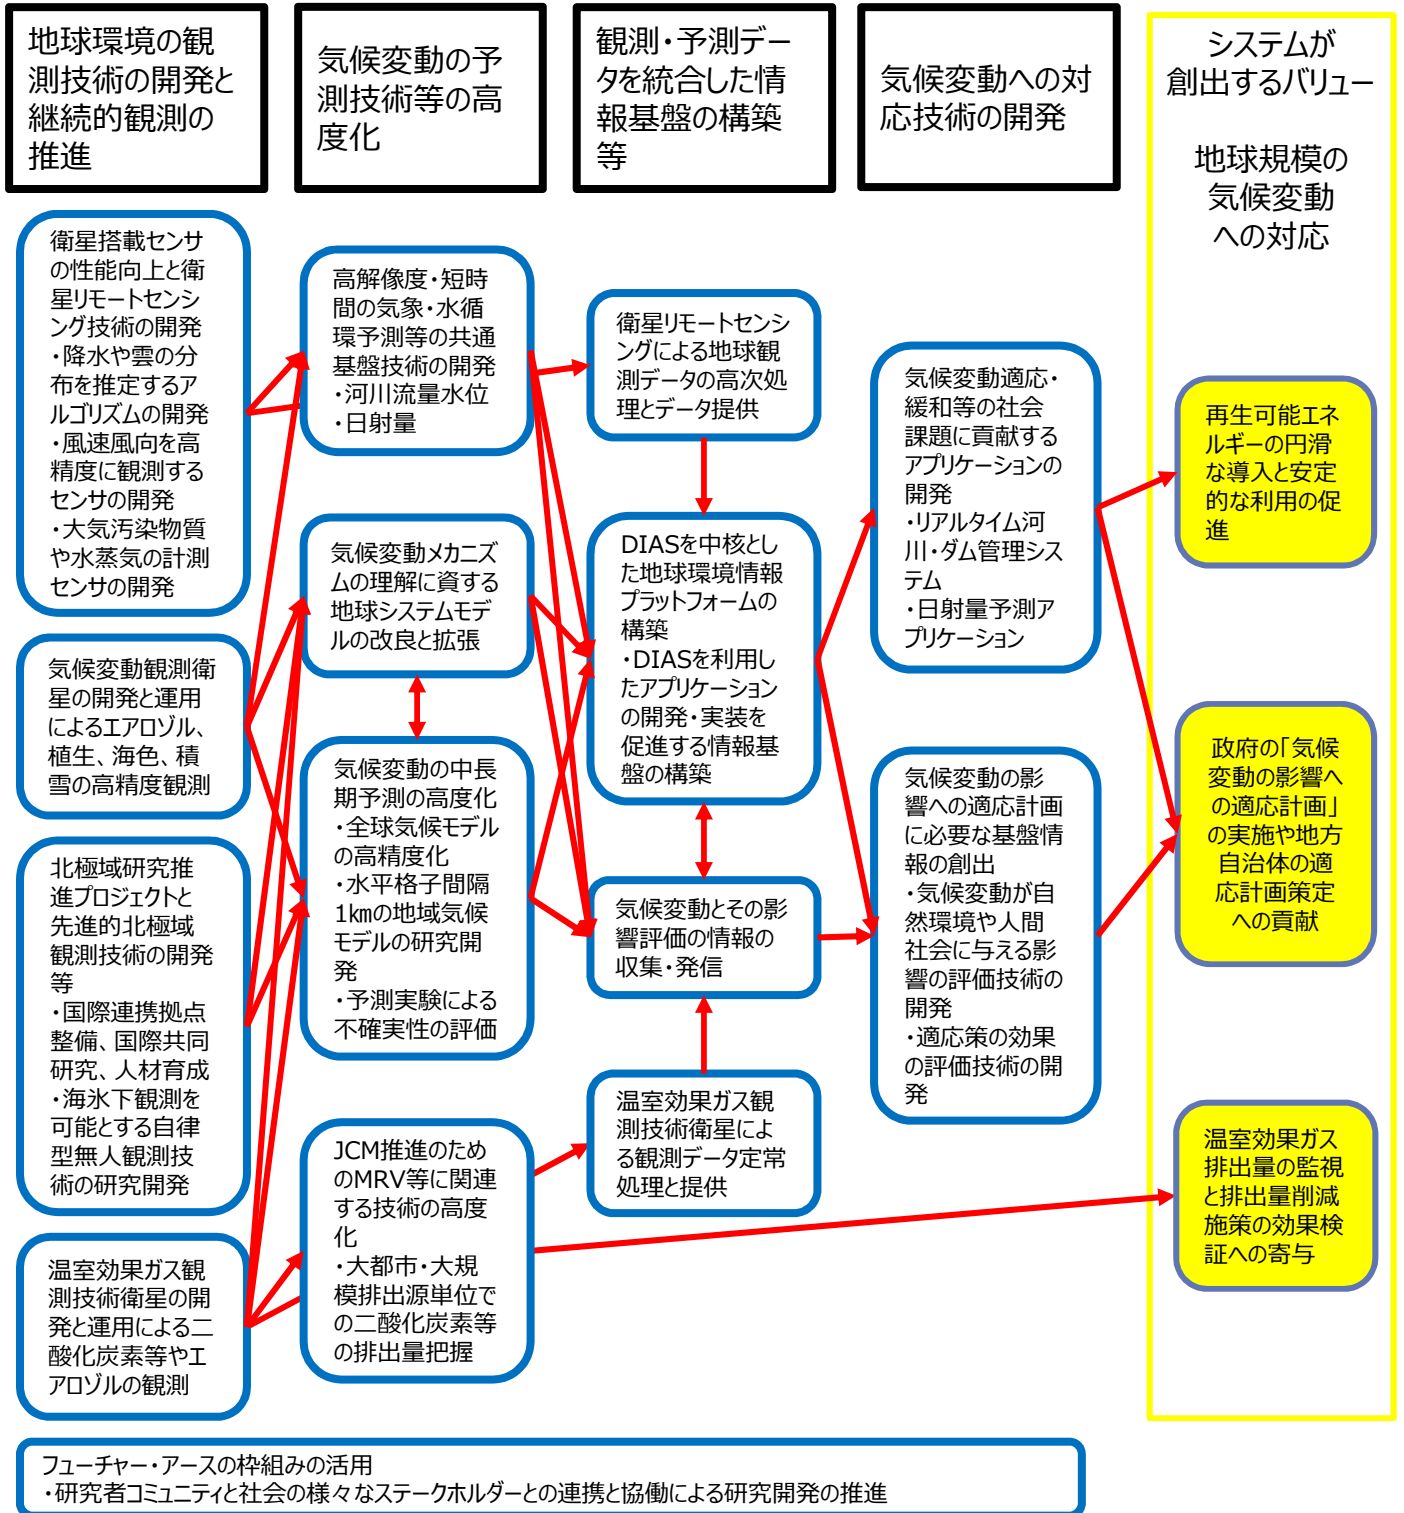 地球環境の観
測技術の開発と
継続的観測の
推進
気候変動の予
測技術等の高
度化
観測・予測デー
タを統合した情
報基盤の構築
等
気候変動への対
応技術の開発
システムが
創出するバリュー
地球規模の
気候変動
への対応
衛星搭載センサ
の性能向上と衛
星リモートセンシ
ング技術の開発
・降水や雲の分
布を推定するア
ルゴリズムの開発
・風速風向を高
精度に観測する
センサの開発
・大気汚染物質
や水蒸気の計測
センサの開発
気候変動観測衛
星の開発と運用
によるエアロゾル、
植生、海色、積
雪の高精度観測
北極域研究推
進プロジェクトと
先進的北極域
観測技術の開発
等
・国際連携拠点
整備、国際共同
研究、人材育成
・海氷下観測を
可能とする自律
型無人観測技
術の研究開発
温室効果ガス観
測技術衛星の開
発と運用による二
酸化炭素等やエ
アロゾルの観測
高解像度・短時
間の気象・水循
環予測等の共通
基盤技術の開発
・河川流量水位
・日射量
気候変動メカニズ
ムの理解に資する
地球システムモデ
ルの改良と拡張
気候変動の中長
期予測の高度化
・全球気候モデル
の高精度化
・水平格子間隔
1㎞の地域気候
モデルの研究開
発
・予測実験による
不確実性の評価
JCM推進のため
のMRV等に関連
する技術の高度
化
・大都市・大規
模排出源単位で
の二酸化炭素等
の排出量把握
衛星リモートセンシ
ングによる地球観
測データの高次処
理とデータ提供
DIASを中核とし
た地球環境情報
プラットフォームの
構築
・DIASを利用し
たアプリケーション
の開発・実装を
促進する情報基
盤の構築
気候変動とその影
響評価の情報の
収集・発信
温室効果ガス観
測技術衛星によ
る観測データ定常
処理と提供
気候変動適応・
緩和等の社会
課題に貢献する
アプリケーションの
開発
・リアルタイム河
川・ダム管理シス
テム
・日射量予測ア
プリケーション
気候変動の影
響への適応計画
に必要な基盤情
報の創出
・気候変動が自
然環境や人間
社会に与える影
響の評価技術の
開発
・適応策の効果
の評価技術の開
発
再生可能エネ
ルギーの円滑
な導入と安定
的な利用の促
進
政府の「気候
変動の影響へ
の適応計画」
の実施や地方
自治体の適
応計画策定
への貢献
温室効果ガス
排出量の監視
と排出量削減
施策の効果検
証への寄与
フューチャー・アースの枠組みの活用
・研究者コミュニティと社会の様々なステークホルダーとの連携と協働による研究開発の推進